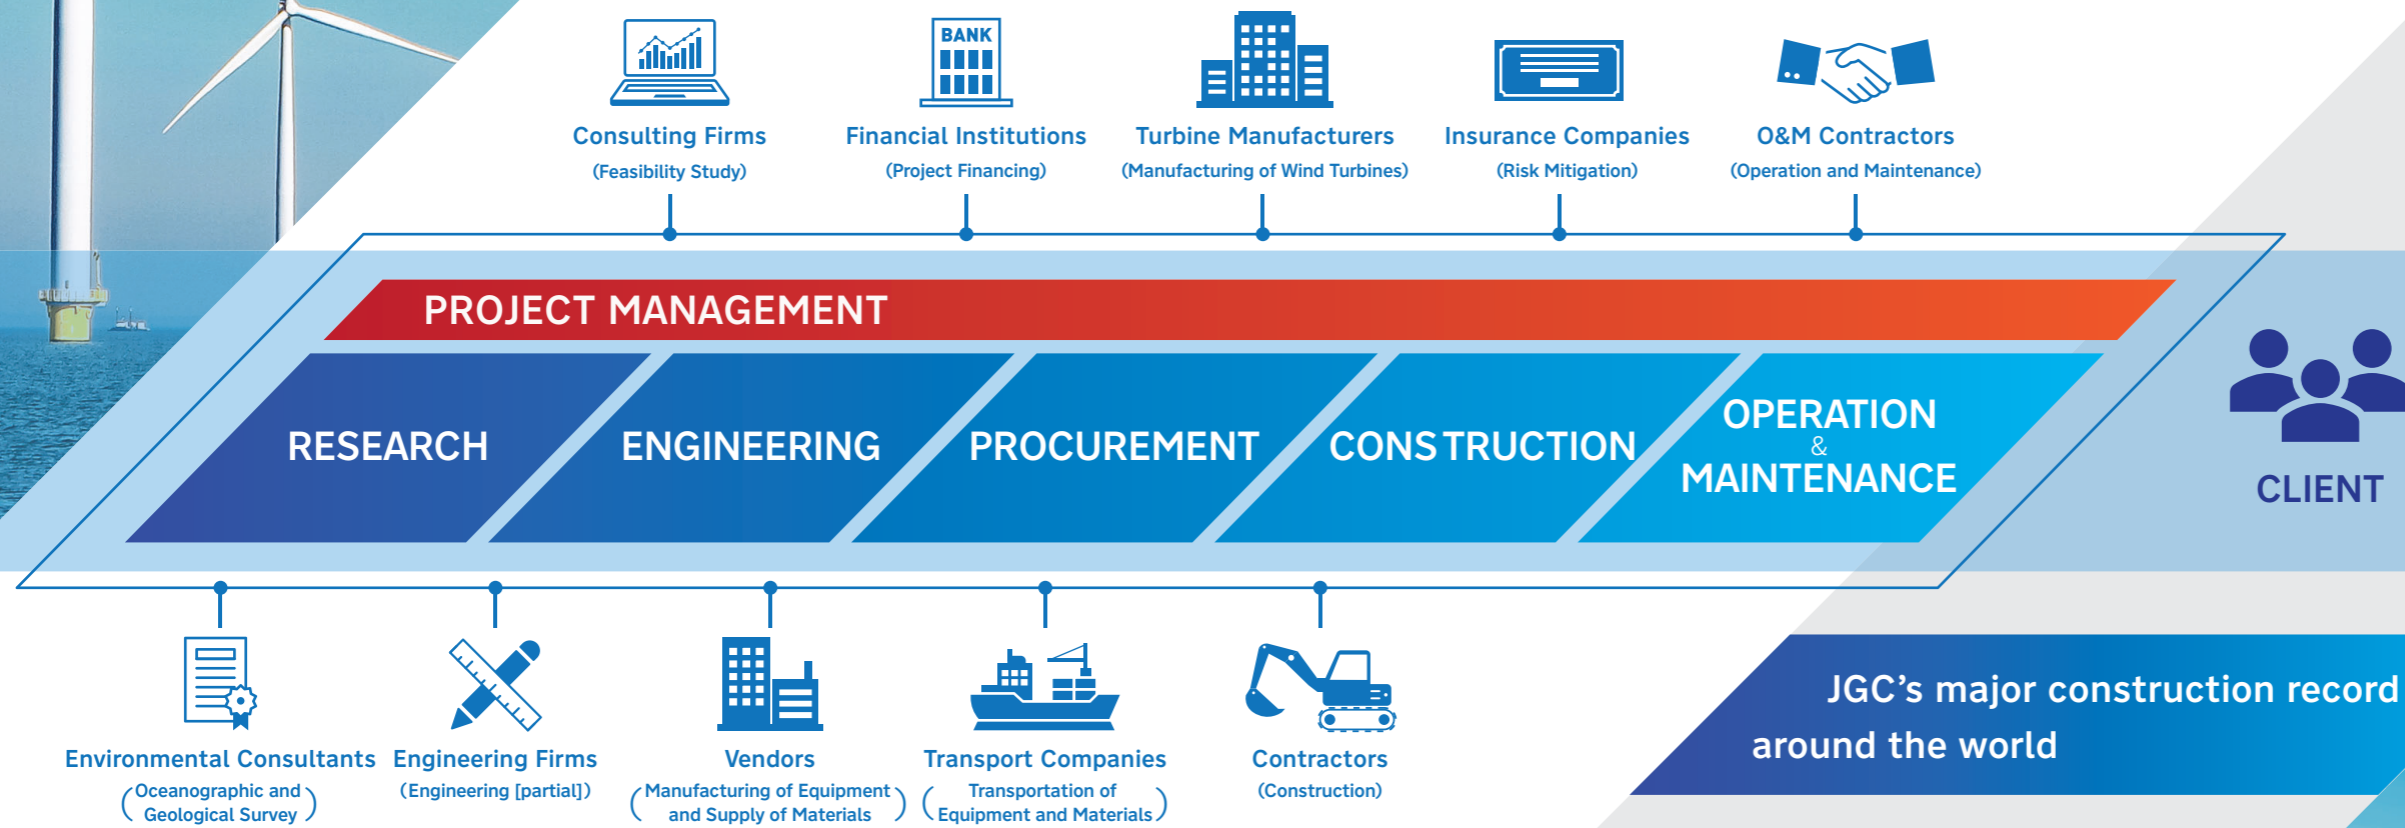 BANK
Consulting Firms
(Feasibility Study)
Financial Institutions
(Project Financing)
Turbine Manufacturers
(Manufacturing of Wind Turbines)
Insurance Companies
(Risk Mitigation)
O&M Contractors
(Operation and Maintenance)
PROJECT MANAGEMENT
RESEARCH
ENGINEERING
PROCUREMENT
CONSTRUCTION
OPERATION
&
MAINTENANCE
CLIENT
Environmental Consultants
(Oceanographic and
Geological Survey)
Engineering Firms
(Engineering [partial])
Vendors
(Manufacturing of Equipment
and Supply of Materials)
Transport Companies
(Transportation of
Equipment and Materials)
Contractors
(Construction)
JGC’s major construction record
around the world